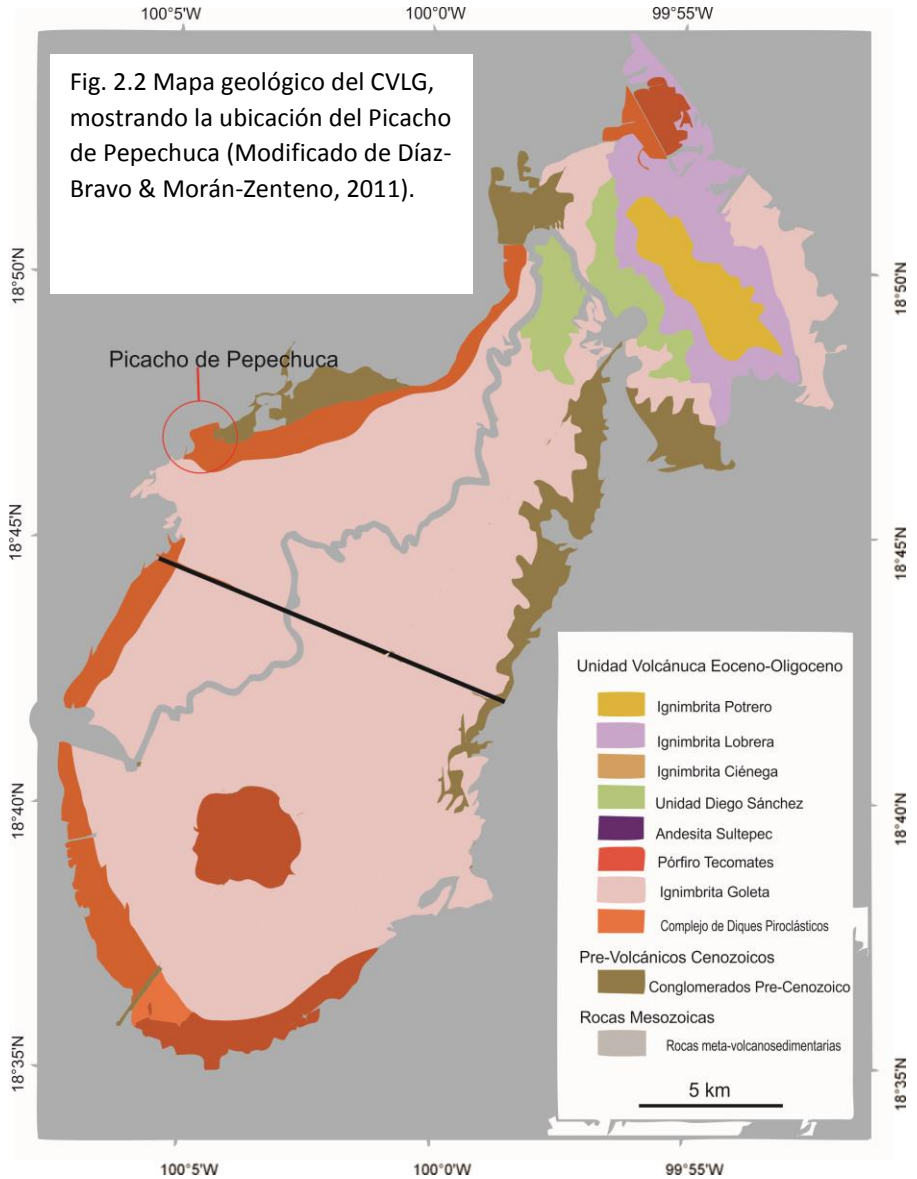 100°5'W 100°0'W 99°55'W
Fig. 2.2 Mapa geológico del CVLG,
mostrando la ubicación del Picacho
de Pepechuca (Modificado de Díaz-
Bravo & Morán-Zenteno, 2011).
18°50'N 18°50'N
Picacho de Pepechuca
18°45'N 18°45'N
Unidad Volcánuca Eoceno-Oligoceno
Ignimbrita Potrero
Ignimbrita Lobrera
Ignimbrita Ciénega
Unidad Diego Sánchez
Andesita Sultepec
Pórfiro Tecomates
Ignimbrita Goleta
Complejo de Diques Piroclásticos
Pre-Volcánicos Cenozoicos
Conglomerados Pre-Cenozoico
Rocas Mesozoicas
Rocas meta-volcanosedimentarias
5 km
18°40'N 18°40'N
18°35'N 18°35'N
100°5'W 100°0'W 99°55'W